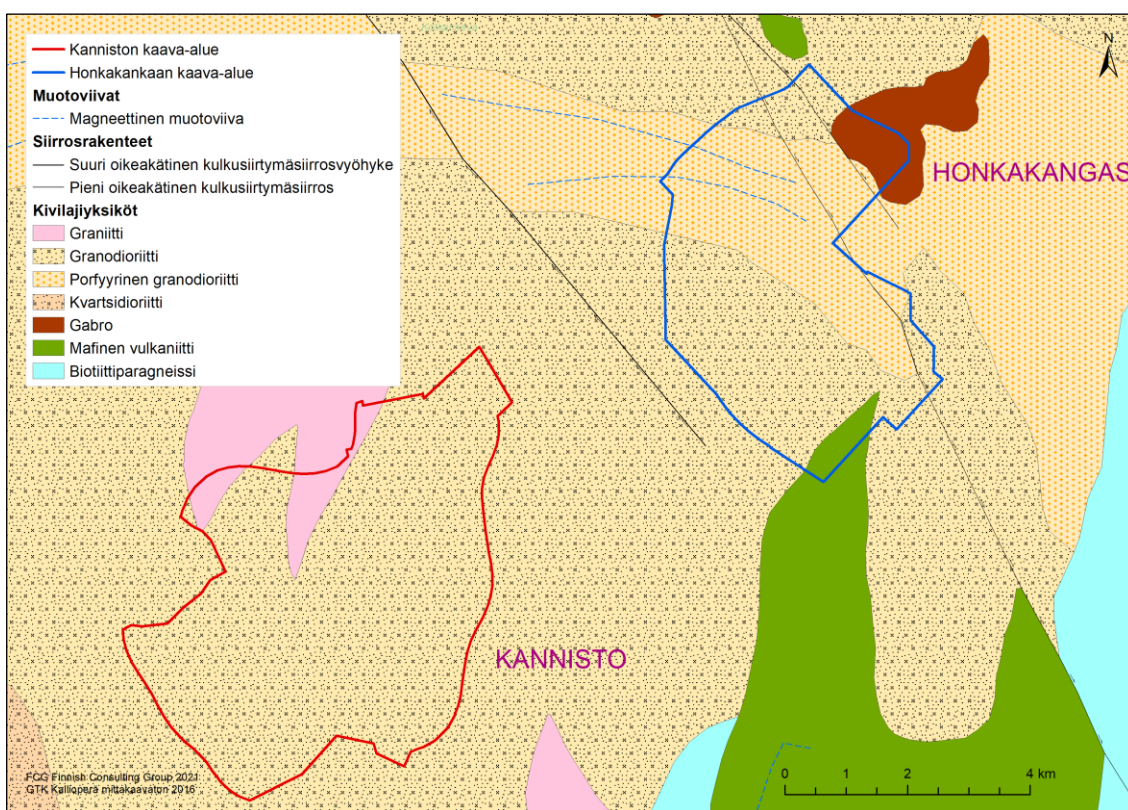 Kanniston kaava-alue
Honkakankaan kaava-alue
Muotoviivat
Magneettinen muotoviiva
Siirrosrakenteet
Suuri oikeakätinen kulkusiirtymäsiirrosvyöhyke
Pieni oikeakätinen kulkusiirtymäsiirros
Kivilajiyksiköt
Graniitti
Granodioriitti
Porfyyrinen granodioriitti
Kvartsidioriitti
Gabro
Mafinen vulkaniitti
Biotiittiparagneissi
N
HONKAKANGAS
KANNISTO
FCG Finnish Consulting Group 2021
GTK Kallioperä mittakaavaton 2016
0 1 2 4 km